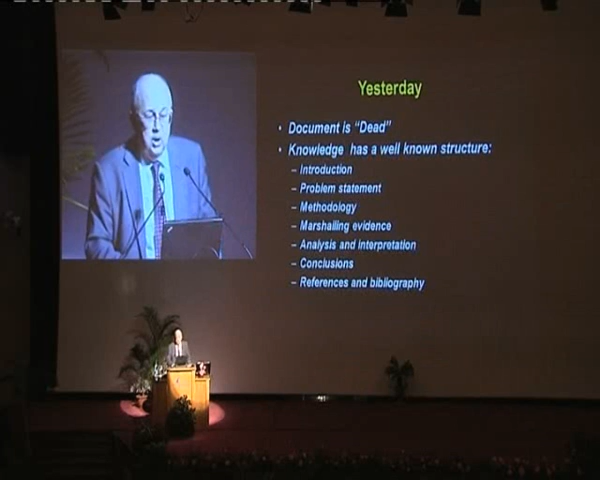 Yesterday
• Document is "Dead"
• Knowledge has a well known structure:
– Introduction
– Problem statement
– Methodology
– Marshalling evidence
– Analysis and interpretation
– Conclusions
– References and bibliography